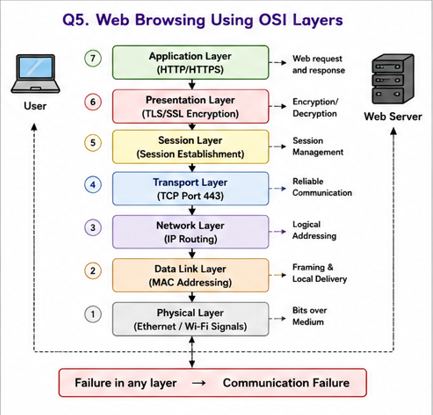 Q5. Web Browsing Using OSI Layers
User
Web Server
7
Application Layer
(HTTP/HTTPS)
Web request
and response
6
Presentation Layer
(TLS/SSL Encryption)
Encryption/
Decryption
5
Session Layer
(Session Establishment)
Session
Management
4
Transport Layer
(TCP Port 443)
Reliable
Communication
3
Network Layer
(IP Routing)
Logical
Addressing
2
Data Link Layer
(MAC Addressing)
Framing &
Local Delivery
1
Physical Layer
(Ethernet / Wi-Fi Signals)
Bits over
Medium
Failure in any layer → Communication Failure